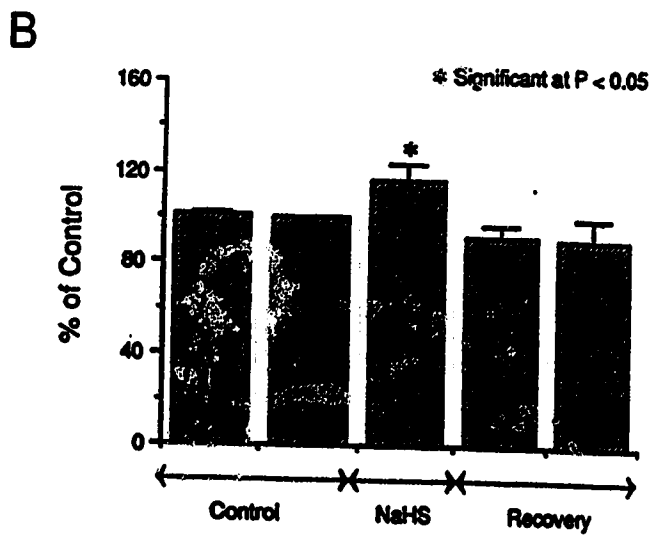 B
* Significant at P < 0.05
160
120
80
40
0
% of Control
*
Control
NaHS
Recovery